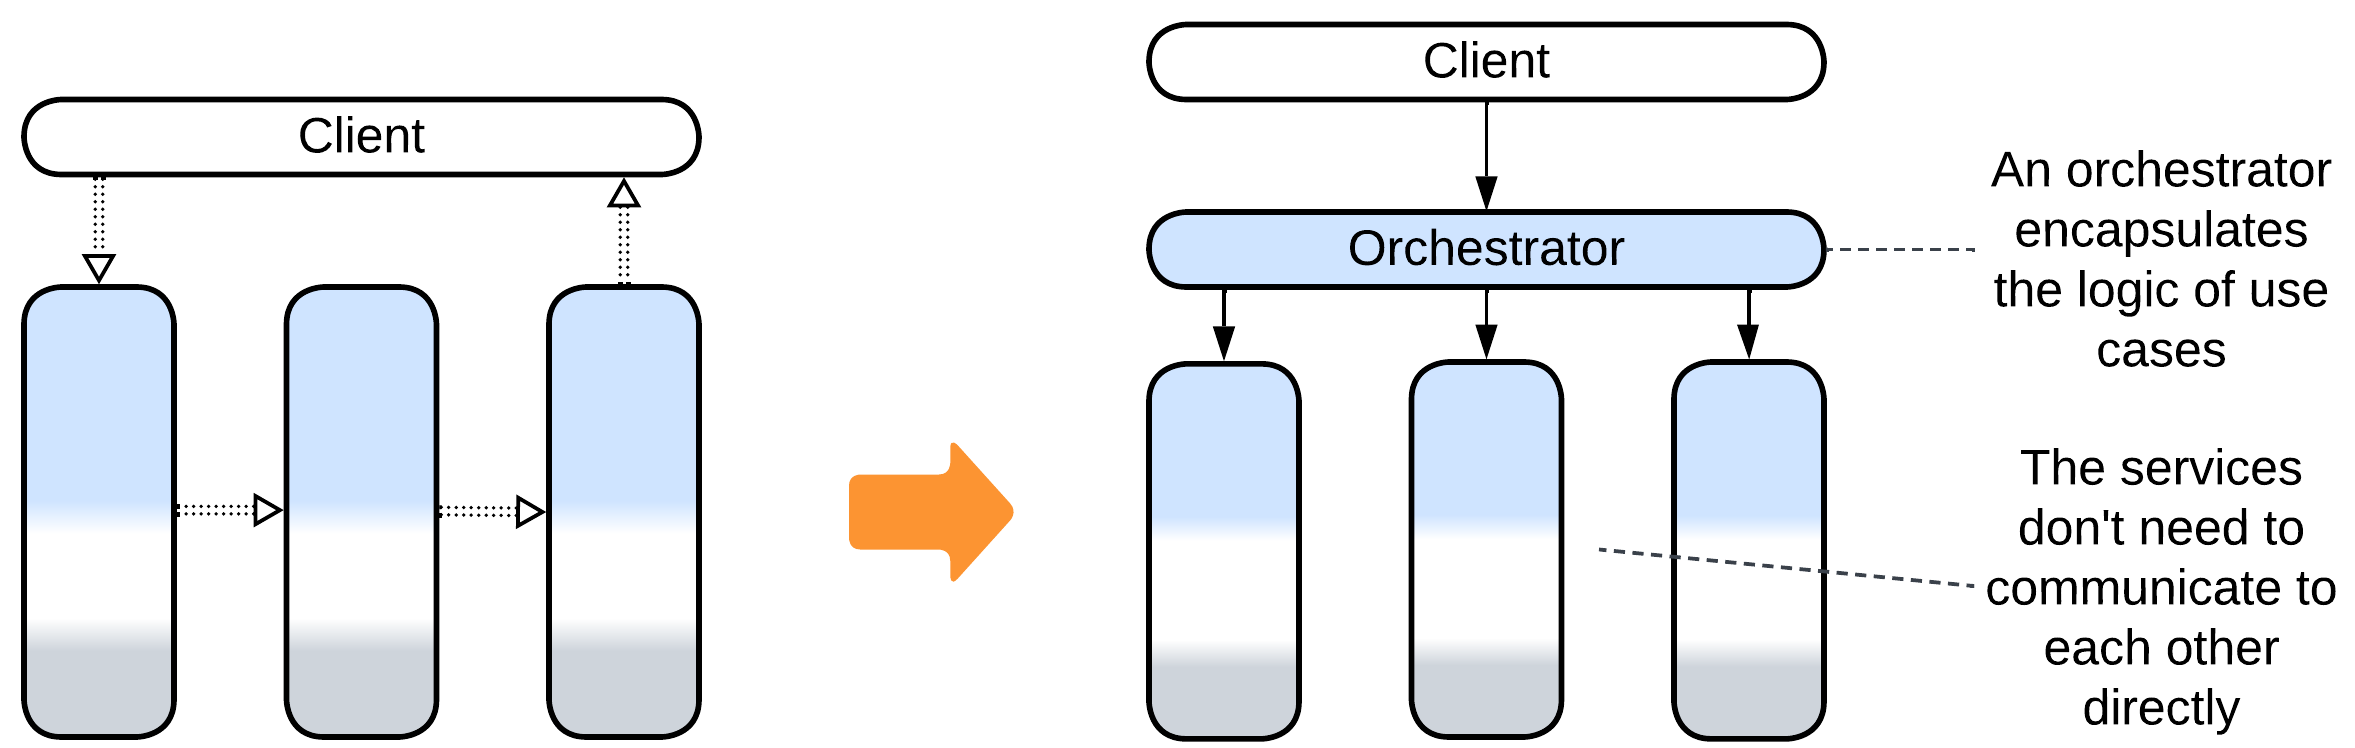 Client
Client
Orchestrator
An orchestrator
encapsulates
the logic of use
cases
The services
don't need to
communicate to
each other
directly